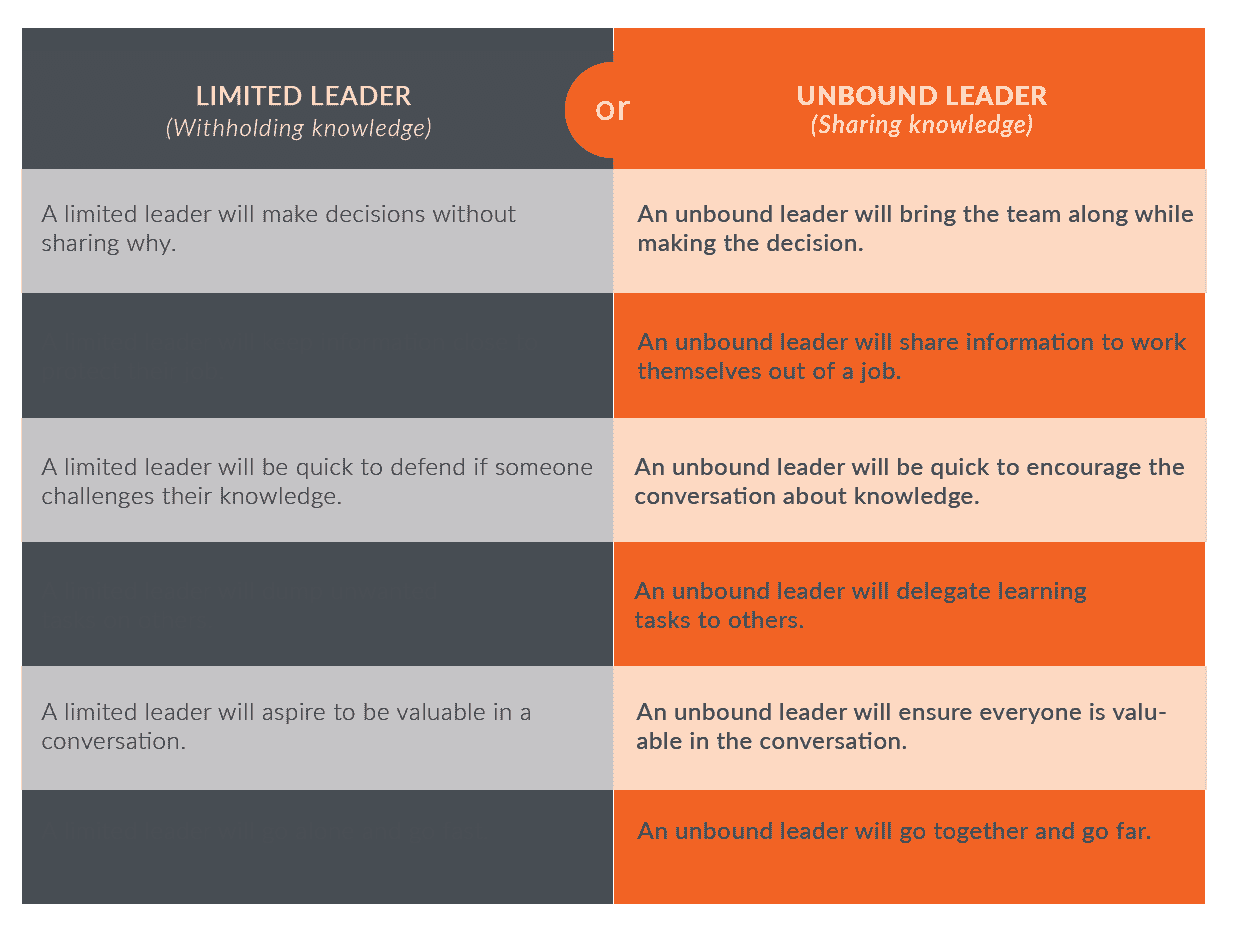 LIMITED LEADER
(Withholding knowledge)
or
UNBOUND LEADER
(Sharing knowledge)
A limited leader will make decisions without
sharing why.
An unbound leader will bring the team along while
making the decision.
An unbound leader will share information to work
themselves out of a job.
A limited leader will be quick to defend if someone
challenges their knowledge.
An unbound leader will be quick to encourage the
conversation about knowledge.
An unbound leader will delegate learning
tasks to others.
A limited leader will aspire to be valuable in a
conversation.
An unbound leader will ensure everyone is valu-
able in the conversation.
An unbound leader will go together and go far.